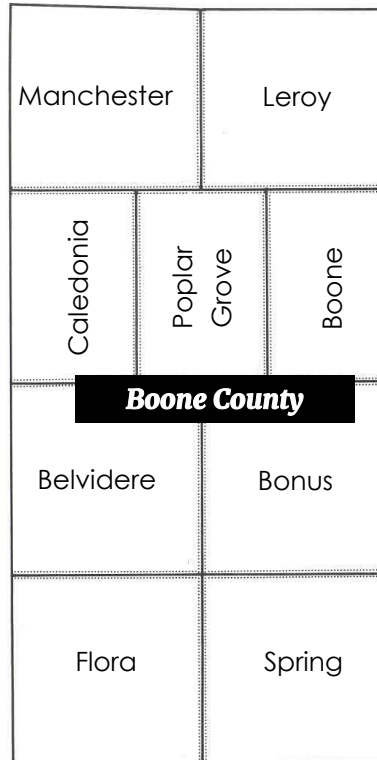 Manchester
Leroy
Caledonia
Poplar
Grove
Boone
Boone County
Belvidere
Bonus
Flora
Spring